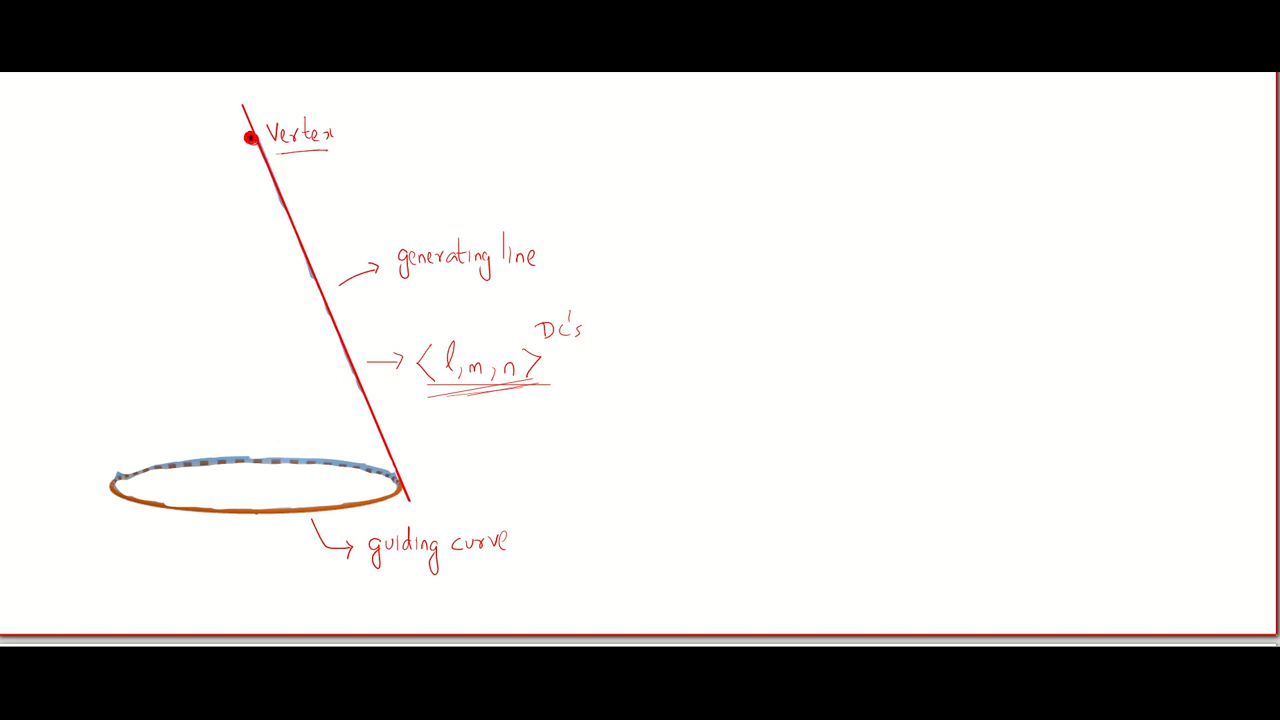 Vertex
generating line
DC's
<l, m, n>
guiding curve